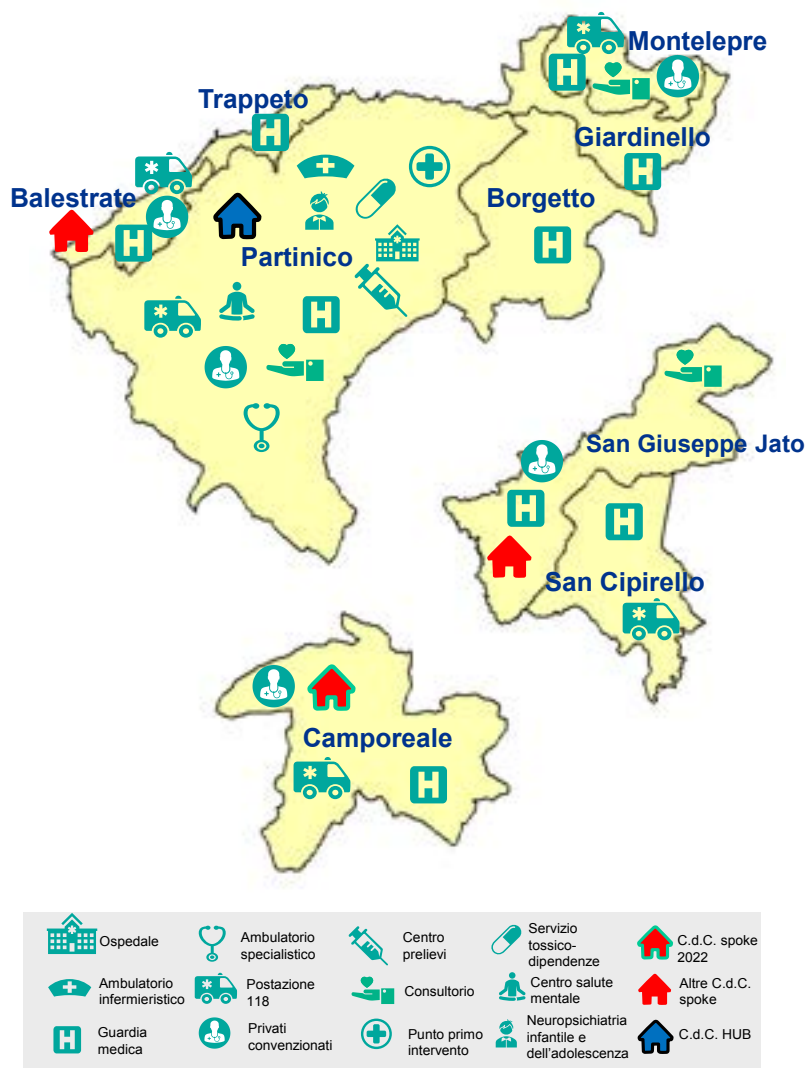 Montelepre
Trappeto
Giardinello
Balestrate
Borgetto
Partinico
San Giuseppe Jato
San Cipirello
Camporeale
Ospedale
Ambulatorio
specialistico
Centro
prelievi
Servizio
tossico-
dipendenze
C.d.C. spoke
2022
Ambulatorio
infermieristico
Postazione
118
Consultorio
Centro salute
mentale
Altre C.d.C.
spoke
Guardia
medica
Privati
convenzionati
Punto primo
intervento
Neuropsichiatria
infantile e
dell'adolescenza
C.d.C. HUB